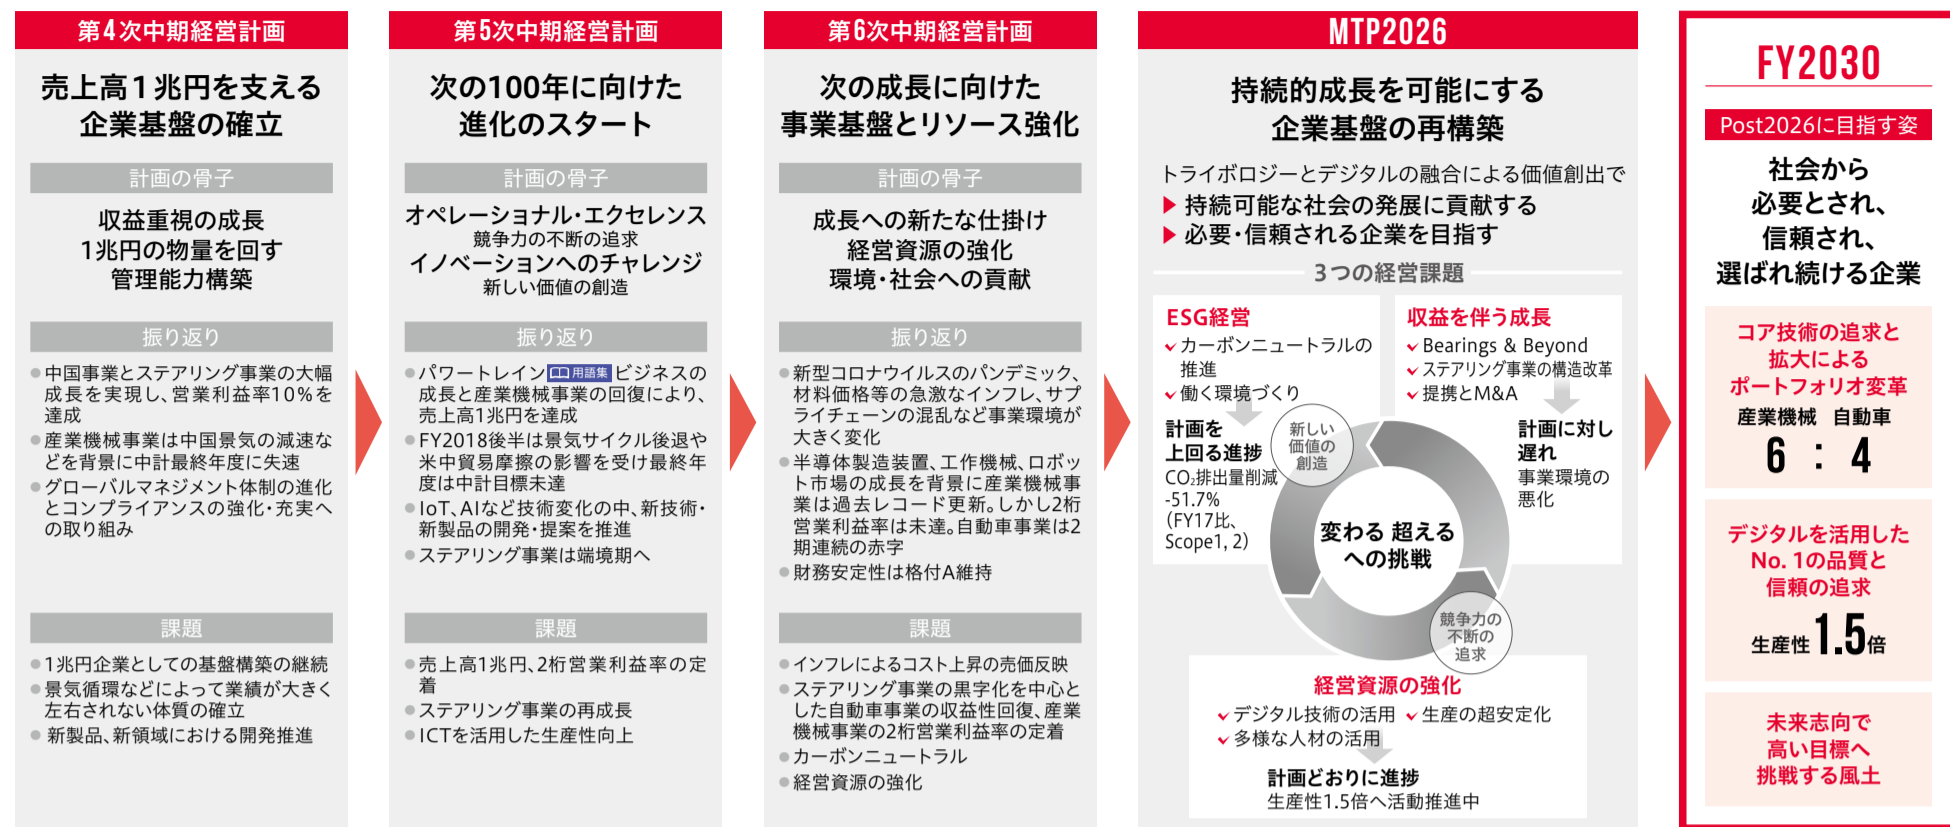 第4次中期経営計画
売上高1兆円を支える
企業基盤の確立
計画の骨子
収益重視の成長
1兆円の物量を回す
管理能力構築
振り返り
●中国事業とステアリング事業の大幅
成長を実現し、営業利益率10%を
達成
●産業機械事業は中国景気の減速な
どを背景に中計最終年度に失速
●グローバルマネジメント体制の進化
とコンプライアンスの強化・充実へ
の取り組み
課題
●1兆円企業としての基盤構築の継続
●景気循環などによって業績が大きく
左右されない体質の確立
●新製品、新領域における開発推進
第5次中期経営計画
次の100年に向けた
進化のスタート
計画の骨子
オペレーショナル・エクセレンス
競争力の不断の追求
イノベーションへのチャレンジ
新しい価値の創造
振り返り
●パワートレイン 用語集 ビジネスの
成長と産業機械事業の回復により、
売上高1兆円を達成
●FY2018後半は景気サイクル後退や
米中貿易摩擦の影響を受け最終年
度は中計目標未達
●IoT、AIなど技術変化の中、新技術・
新製品の開発・提案を推進
●ステアリング事業は端境期へ
課題
●売上高1兆円、2桁営業利益率の定
着
●ステアリング事業の再成長
●ICTを活用した生産性向上
第6次中期経営計画
次の成長に向けた
事業基盤とリソース強化
計画の骨子
成長への新たな仕掛け
経営資源の強化
環境・社会への貢献
振り返り
●新型コロナウイルスのパンデミック、
材料価格等の急激なインフレ、サプ
ライチェーンの混乱など事業環境が
大きく変化
●半導体製造装置、工作機械、ロボッ
ト市場の成長を背景に産業機械事
業は過去レコード更新。しかし2桁
営業利益率は未達。自動車事業は2
期連続の赤字
●財務安定性は格付A維持
課題
●インフレによるコスト上昇の売価反映
●ステアリング事業の黒字化を中心と
した自動車事業の収益性回復、産業
機械事業の2桁営業利益率の定着
●カーボンニュートラル
●経営資源の強化
MTP2026
持続的成長を可能にする
企業基盤の再構築
トライボロジーとデジタルの融合による価値創出で
▶持続可能な社会の発展に貢献する
▶必要・信頼される企業を目指す
3つの経営課題
ESG経営
✓カーボンニュートラルの
推進
✓働く環境づくり
計画を
上回る進捗
CO₂排出量削減
-51.7%
(FY17比、
Scope1, 2)
収益を伴う成長
✓Bearings & Beyond
✓ステアリング事業の構造改革
✓提携とM&A
計画に対し
遅れ
事業環境の
悪化
新しい
価値の
創造
変わる 超える
への挑戦
競争力の
不断の
追求
経営資源の強化
✓デジタル技術の活用 ✓生産の超安定化
✓多様な人材の活用
計画どおりに進捗
生産性1.5倍へ活動推進中
FY2030
Post2026に目指す姿
社会から
必要とされ、
信頼され、
選ばれ続ける企業
コア技術の追求と
拡大による
ポートフォリオ変革
産業機械 自動車
6 : 4
デジタルを活用した
No. 1の品質と
信頼の追求
生産性1.5倍
未来志向で
高い目標へ
挑戦する風土